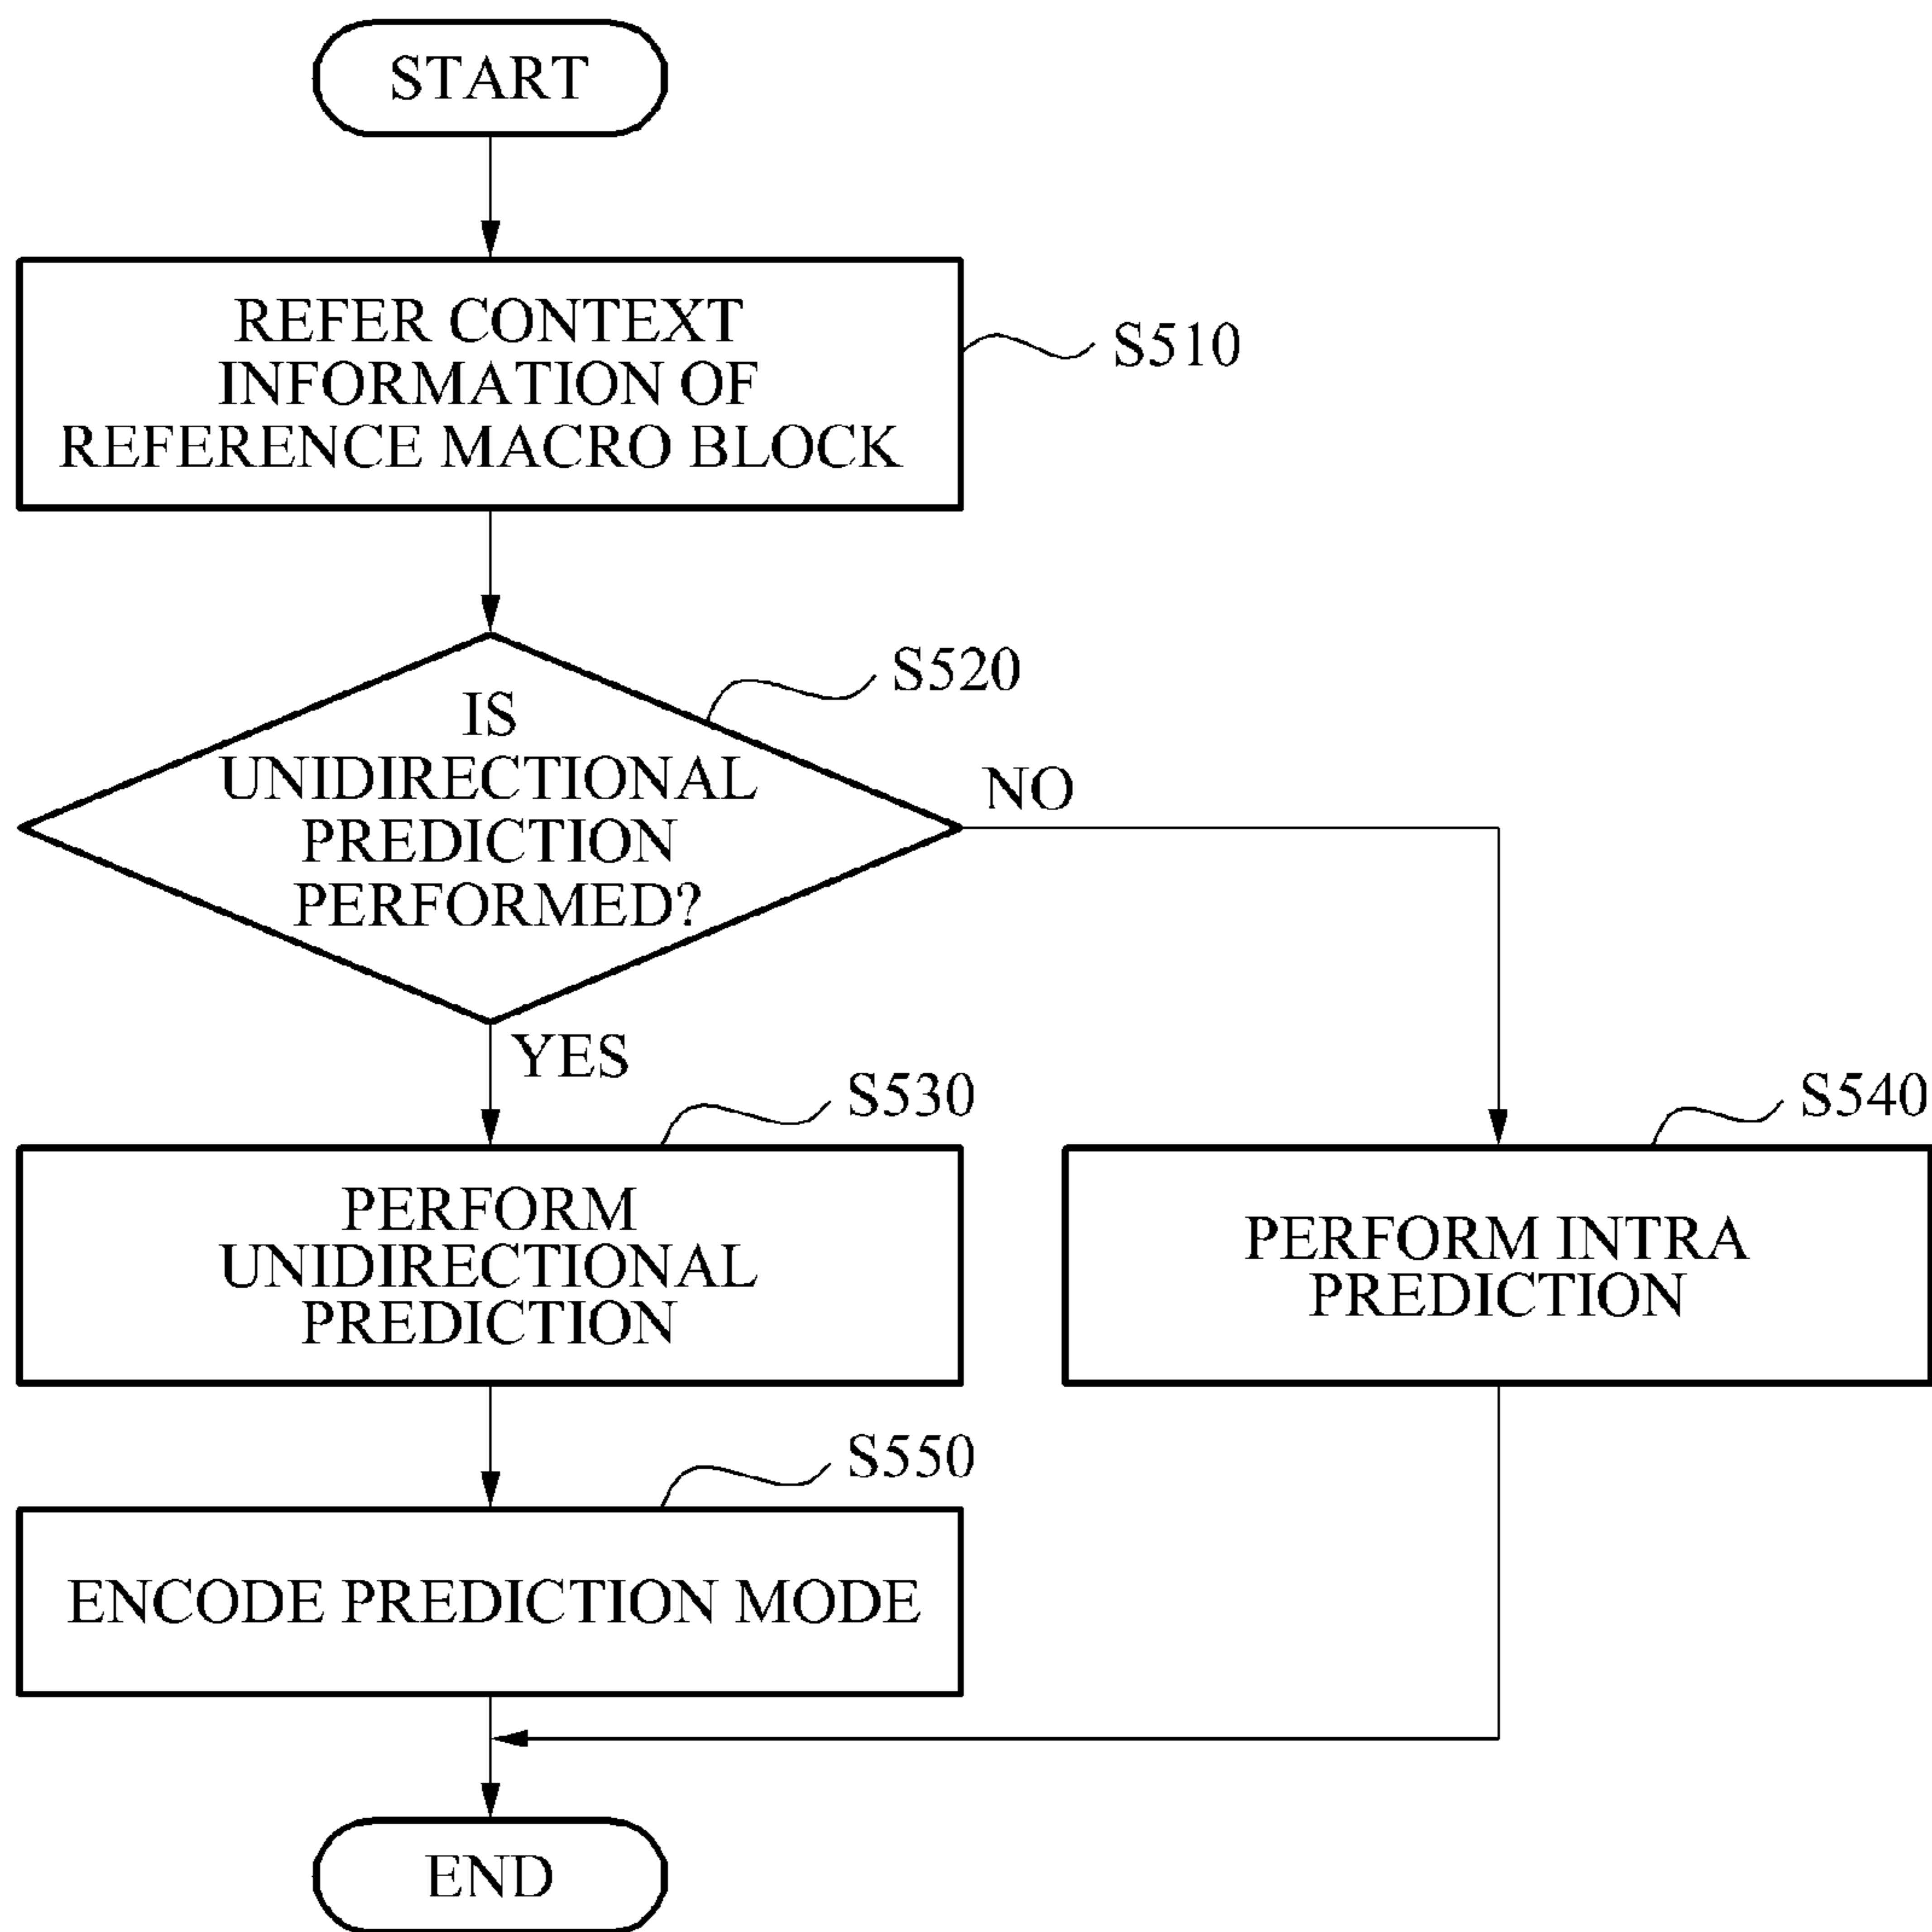 START
REFER CONTEXT
INFORMATION OF
REFERENCE MACRO BLOCK
S510
S520
IS
UNIDIRECTIONAL
PREDICTION
PERFORMED?
NO
YES
S530
PERFORM
UNIDIRECTIONAL
PREDICTION
S540
PERFORM INTRA
PREDICTION
S550
ENCODE PREDICTION MODE
END